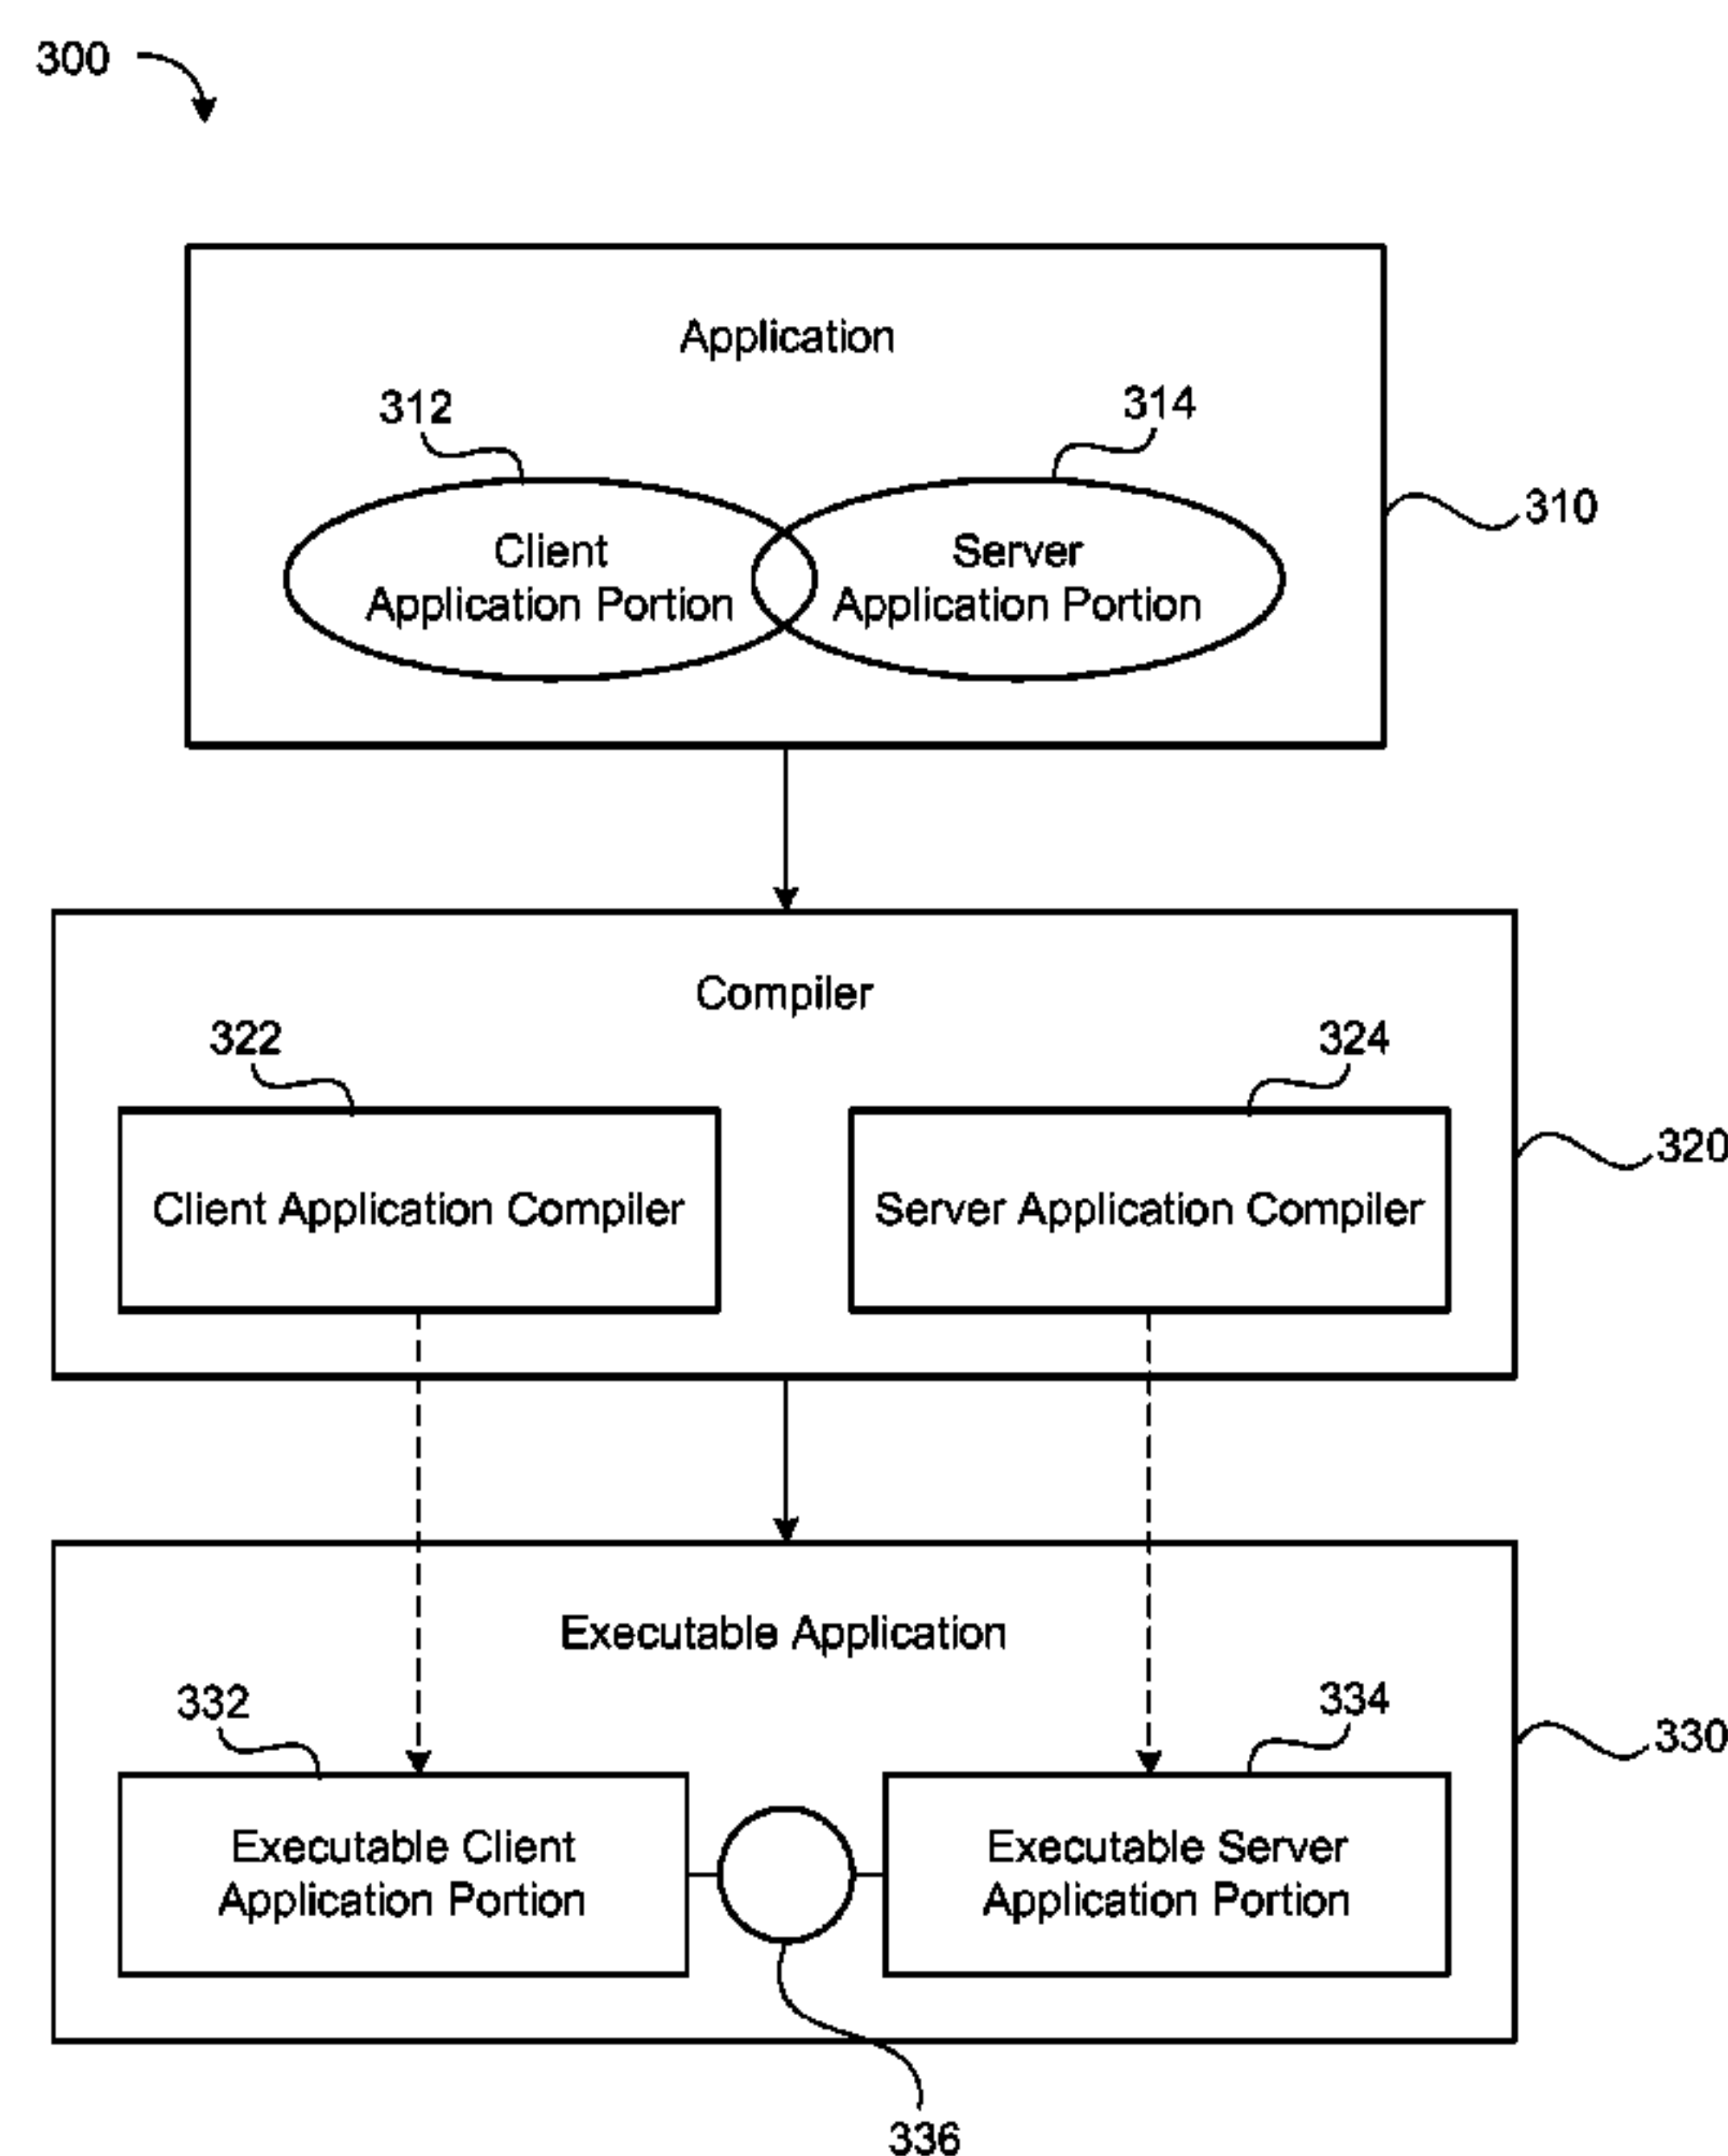 300
Application
312
314
310
Client
Application Portion
Server
Application Portion
Compiler
322
324
320
Client Application Compiler
Server Application Compiler
Executable Application
332
334
330
Executable Client
Application Portion
Executable Server
Application Portion
336